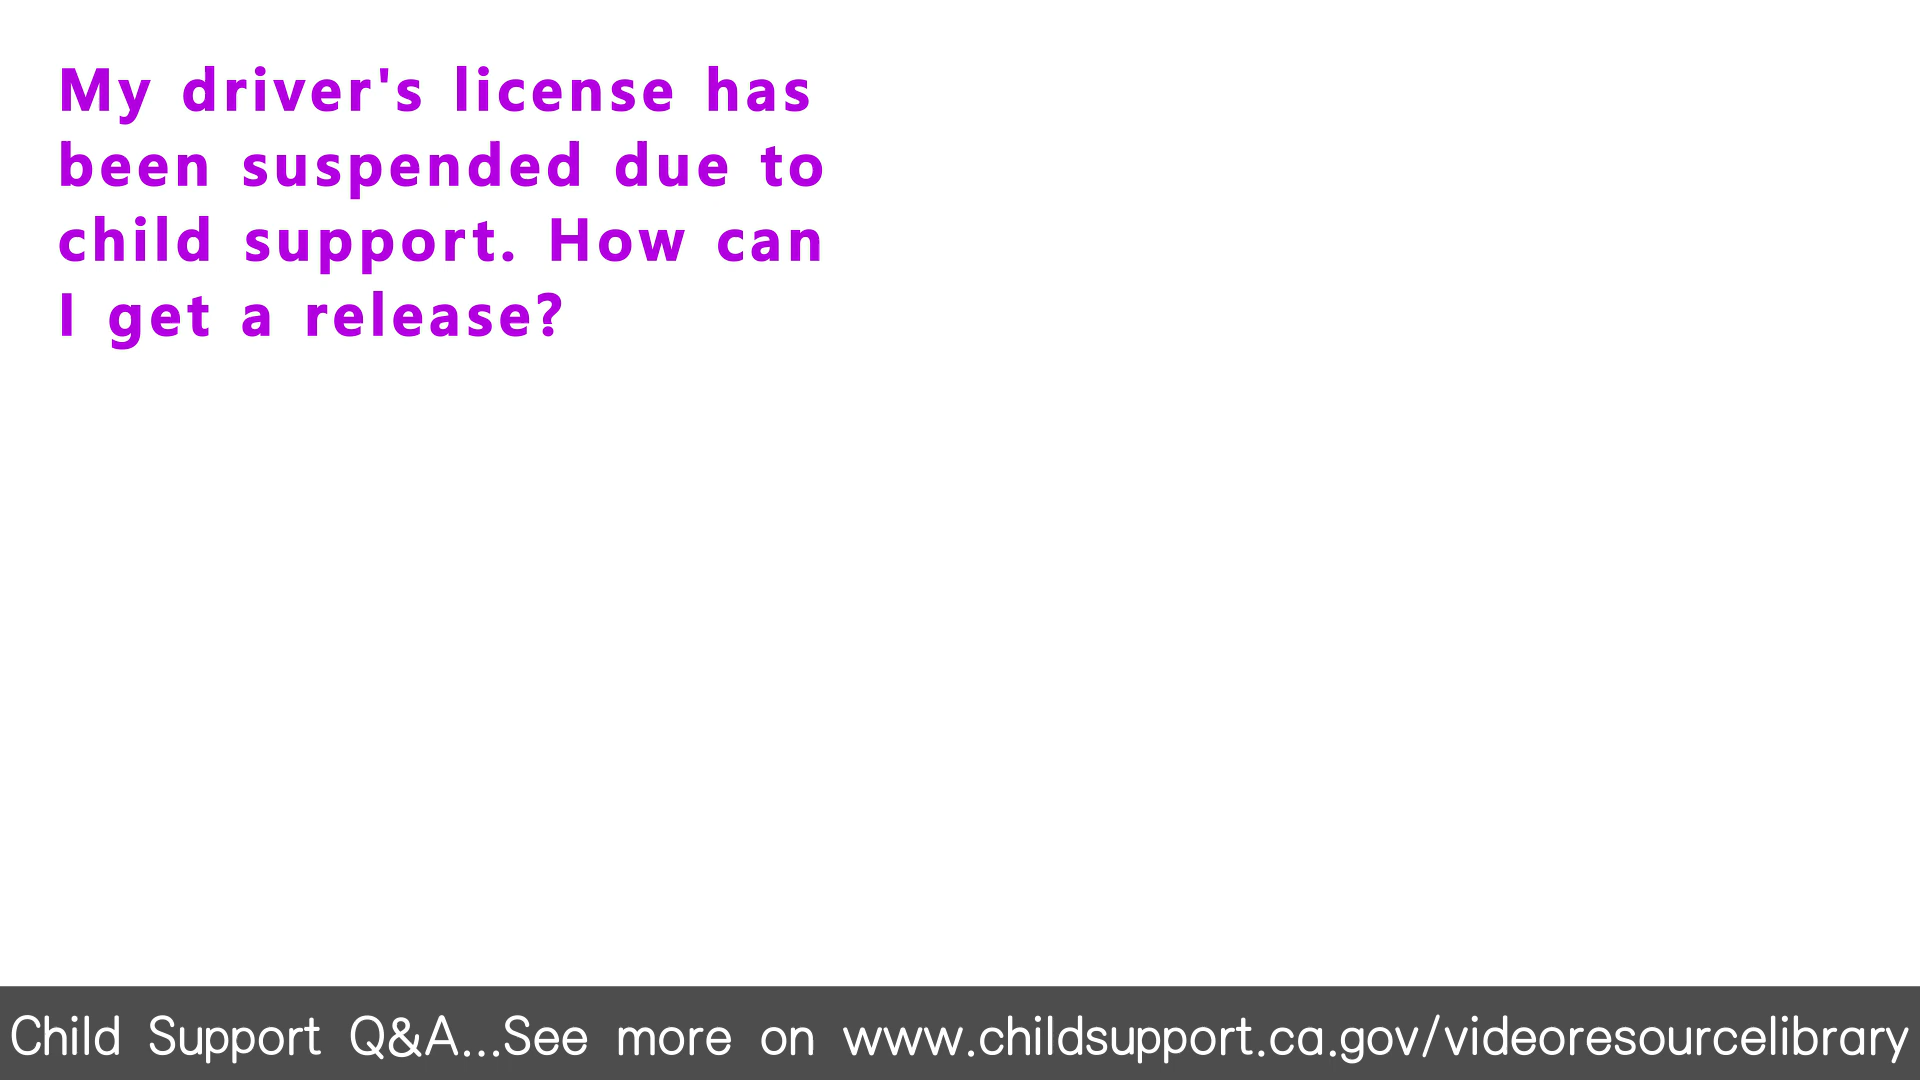 My driver's license has
been suspended due to
child support. How can
I get a release?
Child Support Q&A...See more on www.childsupport.ca.gov/videoresourcelibrary